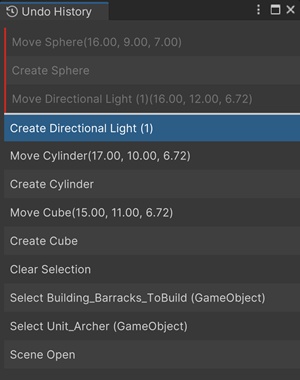 Undo History
Move Sphere(16.00, 9.00, 7.00)
Create Sphere
Move Directional Light (1)(16.00, 12.00, 6.72)
Create Directional Light (1)
Move Cylinder(17.00, 10.00, 6.72)
Create Cylinder
Move Cube(15.00, 11.00, 6.72)
Create Cube
Clear Selection
Select Building_Barracks_ToBuild (GameObject)
Select Unit_Archer (GameObject)
Scene Open